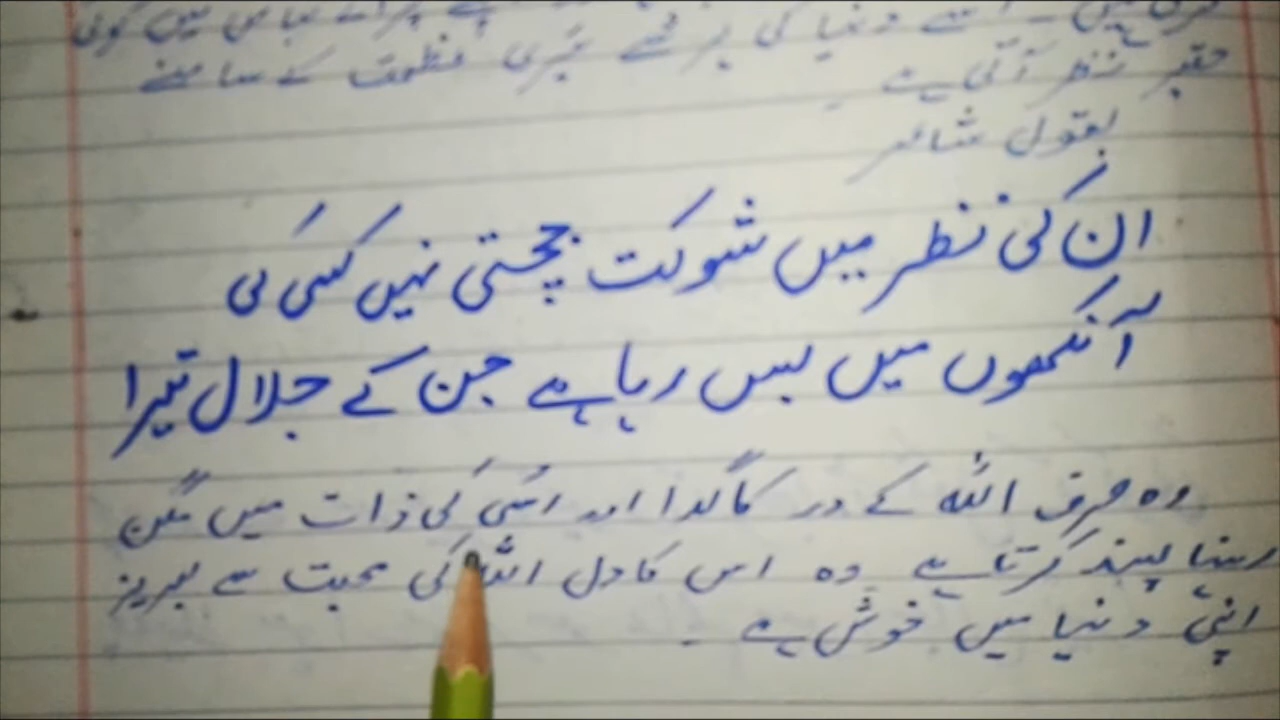 دنیا کی ہر شے تیری عظمت کے سامنے
حقیر نظر آتی ہے ۔
بقول شاعر
ان کی نظر میں شوکت جچتی نہیں کسی کی
آنکھوں میں بس رہا ہے جن کے جلال تیرا
وہ صرف اللہ کے در کا گدا اور اسی کی ذات میں مگن
رہنا پسند کرتا ہے وہ اس کا دل اللہ کی محبت سے لبریز
اپنی دنیا میں خوش ہے ۔